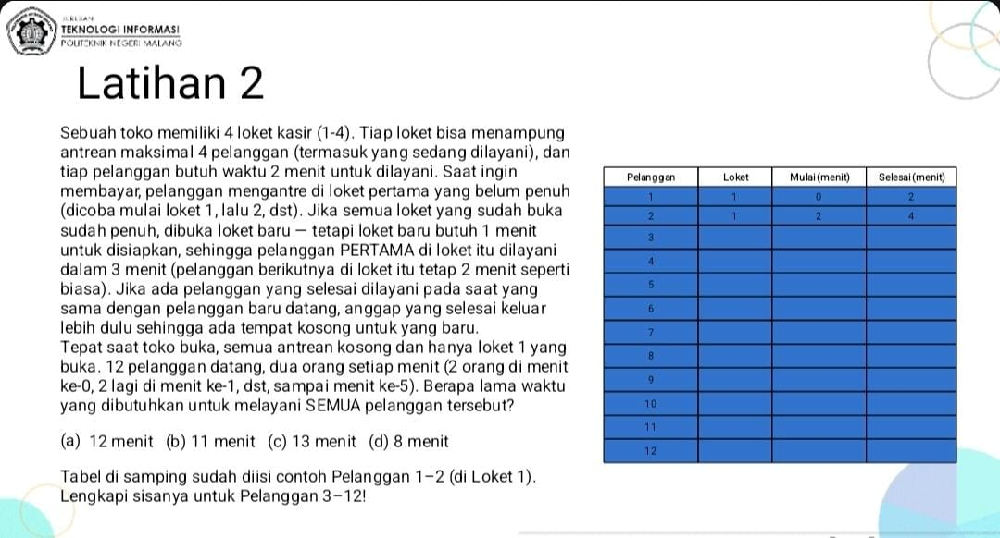 JURUSAN
TEKNOLOGI INFORMASI
POLITEKNIK NEGERI MALANG
Latihan 2
Sebuah toko memiliki 4 loket kasir (1-4). Tiap loket bisa menampung
antrean maksimal 4 pelanggan (termasuk yang sedang dilayani), dan
tiap pelanggan butuh waktu 2 menit untuk dilayani. Saat ingin
membayar, pelanggan mengantre di loket pertama yang belum penuh
(dicoba mulai loket 1, lalu 2, dst). Jika semua loket yang sudah buka
sudah penuh, dibuka loket baru — tetapi loket baru butuh 1 menit
untuk disiapkan, sehingga pelanggan PERTAMA di loket itu dilayani
dalam 3 menit (pelanggan berikutnya di loket itu tetap 2 menit seperti
biasa). Jika ada pelanggan yang selesai dilayani pada saat yang
sama dengan pelanggan baru datang, anggap yang selesai keluar
lebih dulu sehingga ada tempat kosong untuk yang baru.
Tepat saat toko buka, semua antrean kosong dan hanya loket 1 yang
buka. 12 pelanggan datang, dua orang setiap menit (2 orang di menit
ke-0, 2 lagi di menit ke-1, dst, sampai menit ke-5). Berapa lama waktu
yang dibutuhkan untuk melayani SEMUA pelanggan tersebut?
(a) 12 menit (b) 11 menit (c) 13 menit (d) 8 menit
Tabel di samping sudah diisi contoh Pelanggan 1-2 (di Loket 1).
Lengkapi sisanya untuk Pelanggan 3-12!
Pelanggan Loket Mulai (menit) Selesai (menit)
1 1 0 2
2 1 2 4
3
4
5
6
7
8
9
10
11
12